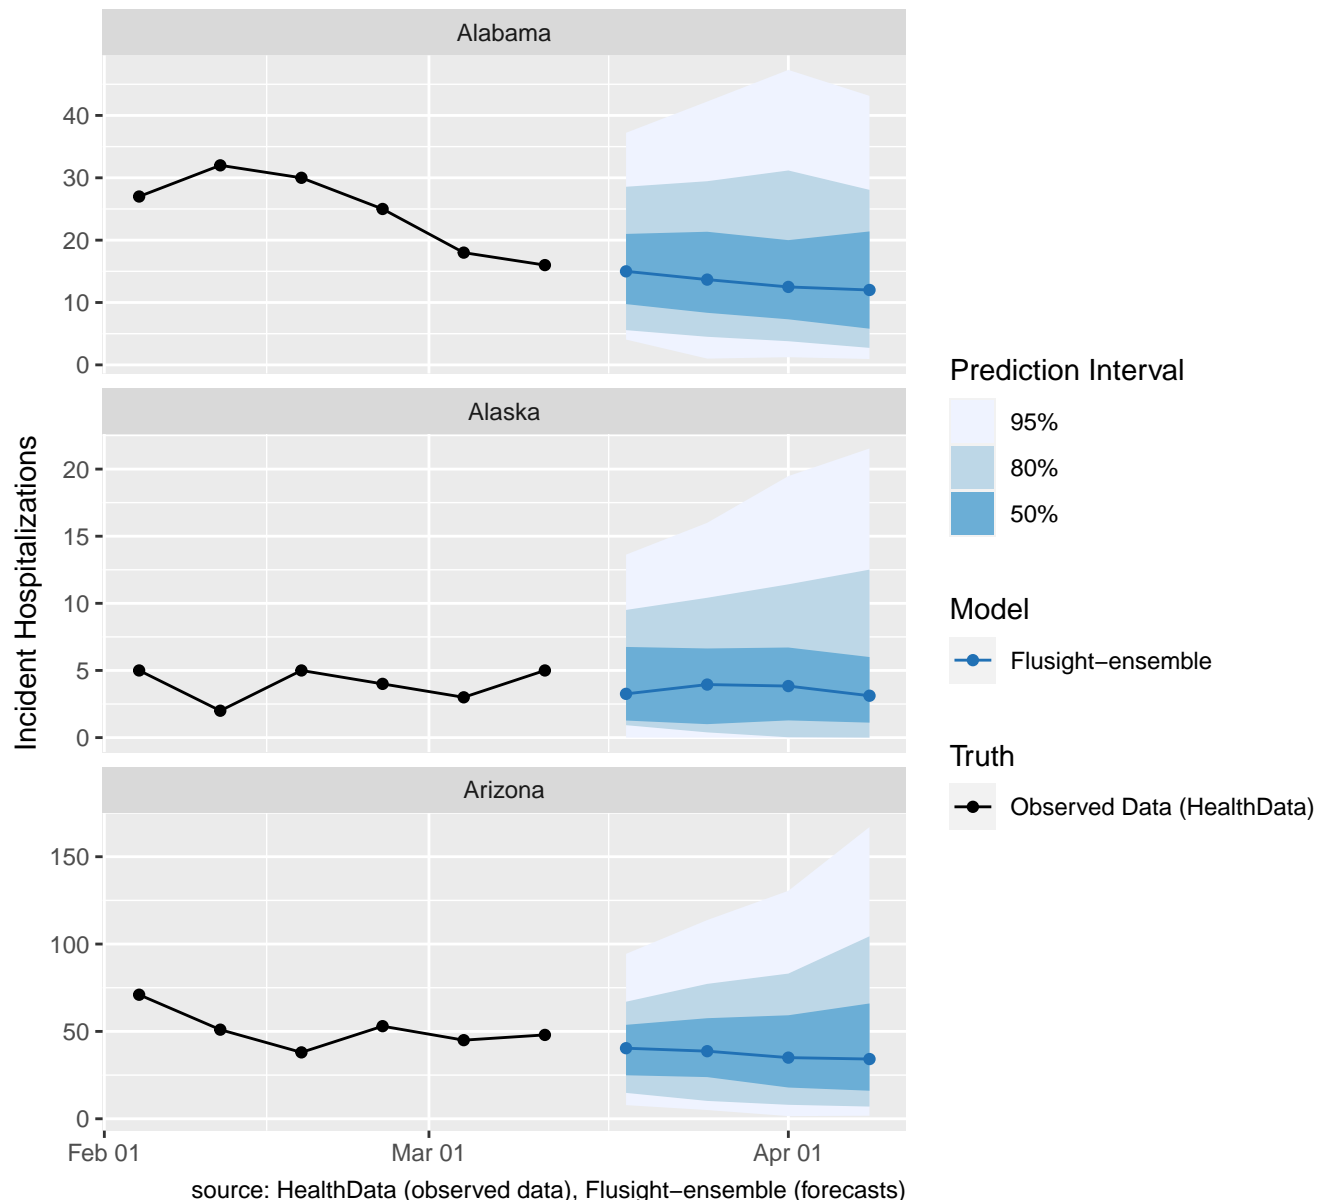 Alabama
40
30
20
10
0
Alaska
20
15
10
5
0
Arizona
150
100
50
0
Feb 01
Mar 01
Apr 01
Incident Hospitalizations
source: HealthData (observed data), Flusight−ensemble (forecasts)
Prediction Interval
95%
80%
50%
Model
Flusight−ensemble
Truth
Observed Data (HealthData)